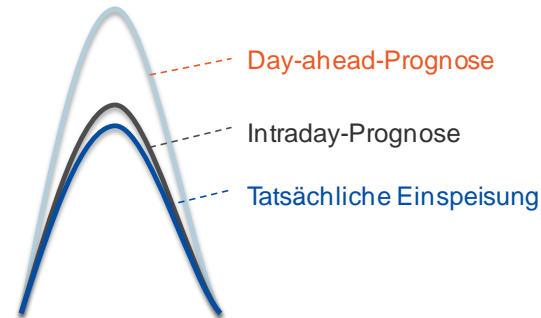 Day-ahead-Prognose
Intraday-Prognose
Tatsächliche Einspeisung